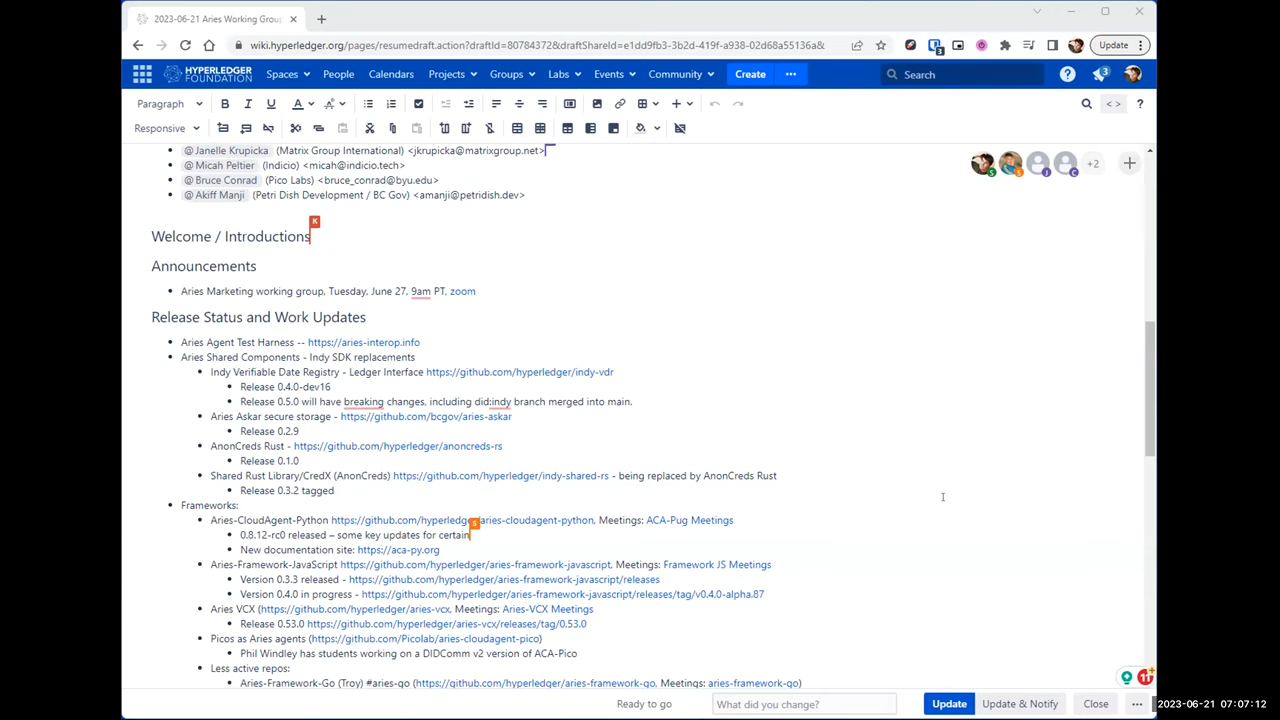 2023-06-21 Aries Working Grou
wiki.hyperledger.org/pages/resumedraft.action?draftId=80784372&draftShareId=e1dd9fb3-3b2d-419f-a938-02d68a55136a&
3
Update
HYPERLEDGER
FOUNDATION
Spaces People Calendars Projects Groups Labs Events Community Create ••• Search 3
Paragraph B I U A < > ?
Responsive
@ Janelle Krupicka (Matrix Group International) <jkrupicka@matrixgroup.net>
@ Micah Peltier (Indicio) <micah@indicio.tech>
@ Bruce Conrad (Pico Labs) <bruce_conrad@byu.edu>
@ Akiff Manji (Petri Dish Development / BC Gov) <amanji@petridish.dev>
S S J C +2
K
Welcome / Introductions
Announcements
Aries Marketing working group, Tuesday, June 27, 9am PT, zoom
Release Status and Work Updates
Aries Agent Test Harness -- https://aries-interop.info
Aries Shared Components - Indy SDK replacements
Indy Verifiable Date Registry - Ledger Interface https://github.com/hyperledger/indy-vdr
Release 0.4.0-dev16
Release 0.5.0 will have breaking changes, including did:indy branch merged into main.
Aries Askar secure storage - https://github.com/bcgov/aries-askar
Release 0.2.9
AnonCreds Rust - https://github.com/hyperledger/anoncreds-rs
Release 0.1.0
Shared Rust Library/CredX (AnonCreds) https://github.com/hyperledger/indy-shared-rs - being replaced by AnonCreds Rust
Release 0.3.2 tagged
Frameworks:
Aries-CloudAgent-Python https://github.com/hyperledger/aries-cloudagent-python, Meetings: ACA-Pug Meetings
S
0.8.12-rc0 released – some key updates for certain
New documentation site: https://aca-py.org
Aries-Framework-JavaScript https://github.com/hyperledger/aries-framework-javascript, Meetings: Framework JS Meetings
Version 0.3.3 released - https://github.com/hyperledger/aries-framework-javascript/releases
Version 0.4.0 in progress - https://github.com/hyperledger/aries-framework-javascript/releases/tag/v0.4.0-alpha.87
Aries VCX (https://github.com/hyperledger/aries-vcx, Meetings: Aries-VCX Meetings
Release 0.53.0 https://github.com/hyperledger/aries-vcx/releases/tag/0.53.0
Picos as Aries agents (https://github.com/Picolab/aries-cloudagent-pico)
Phil Windley has students working on a DIDComm v2 version of ACA-Pico
Less active repos:
Aries-Framework-Go (Troy) #aries-go (https://github.com/hyperledger/aries-framework-go, Meetings: aries-framework-go)
Ready to go What did you change? Update Update & Notify Close •••
2023-06-21 07:07:12